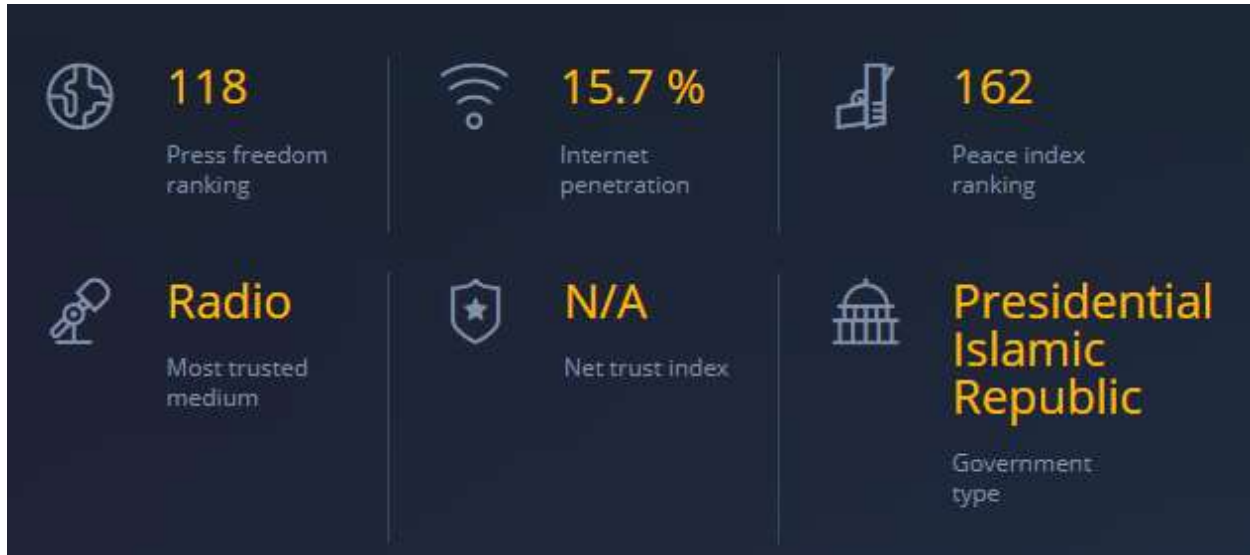 118
Press freedom
ranking
15.7 %
Internet
penetration
162
Peace index
ranking
Radio
Most trusted
medium
N/A
Net trust index
Presidential
Islamic
Republic
Government
type